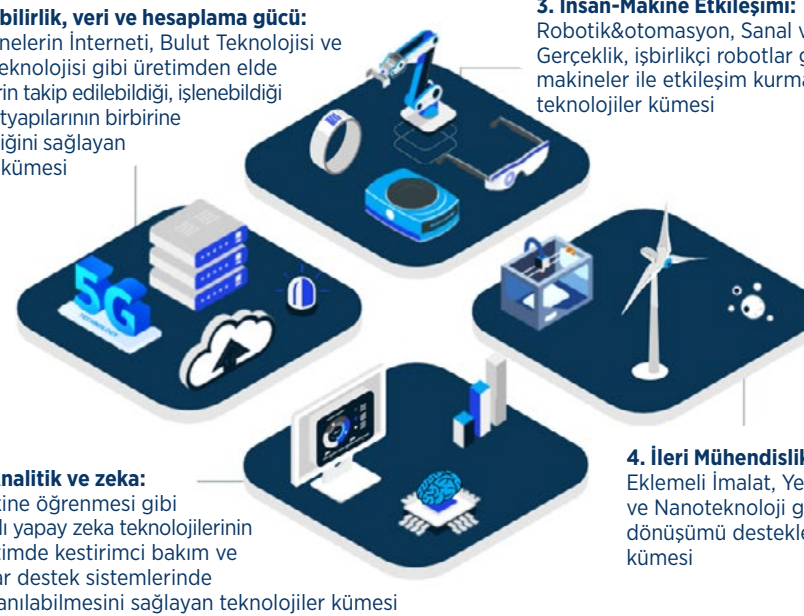 bilirlik, veri ve hesaplama gücü:
nelerin İnterneti, Bulut Teknolojisi ve
eknolojisi gibi üretimden elde
rin takip edilebildiği, işlenebildiği
tyapılarının birbirine
iğini sağlayan
kümesi
3. İnsan-Makine Etkileşimi:
Robotik&otomasyon, Sanal v
Gerçeklik, işbirlikçi robotlar g
makineler ile etkileşim kurma
teknolojiler kümesi
5G
TECHNOLOGY
nalitik ve zeka:
kine öğrenmesi gibi
lı yapay zeka teknolojilerinin
timde kestirimci bakım ve
ar destek sistemlerinde
anılabilmesini sağlayan teknolojiler kümesi
4. İleri Mühendislik
Eklemeli İmalat, Ye
ve Nanoteknoloji g
dönüşümü destekle
kümesi